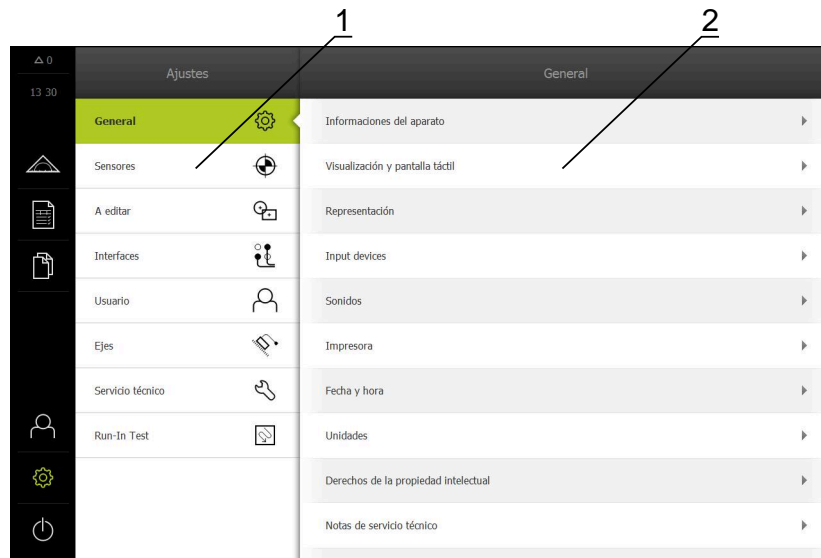 1
2
0
13 30
Ajustes
General
General
Sensores
A editar
Interfaces
Usuario
Ejes
Servicio técnico
Run-In Test
Informaciones del aparato
Visualización y pantalla táctil
Representación
Input devices
Sonidos
Impresora
Fecha y hora
Unidades
Derechos de la propiedad intelectual
Notas de servicio técnico